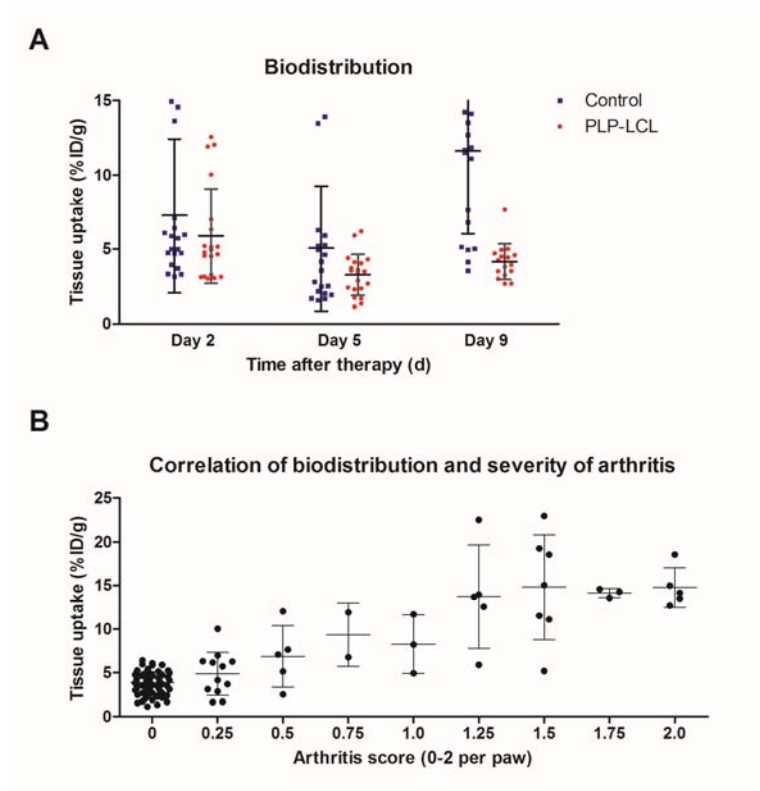 A
Biodistribution
Tissue uptake (%ID/g)
15
10
5
0
Day 2
Day 5
Day 9
Time after therapy (d)
Control
PLP-LCL
B
Correlation of biodistribution and severity of arthritis
Tissue uptake (%ID/g)
25
20
15
10
5
0
0
0.25
0.5
0.75
1.0
1.25
1.5
1.75
2.0
Arthritis score (0-2 per paw)